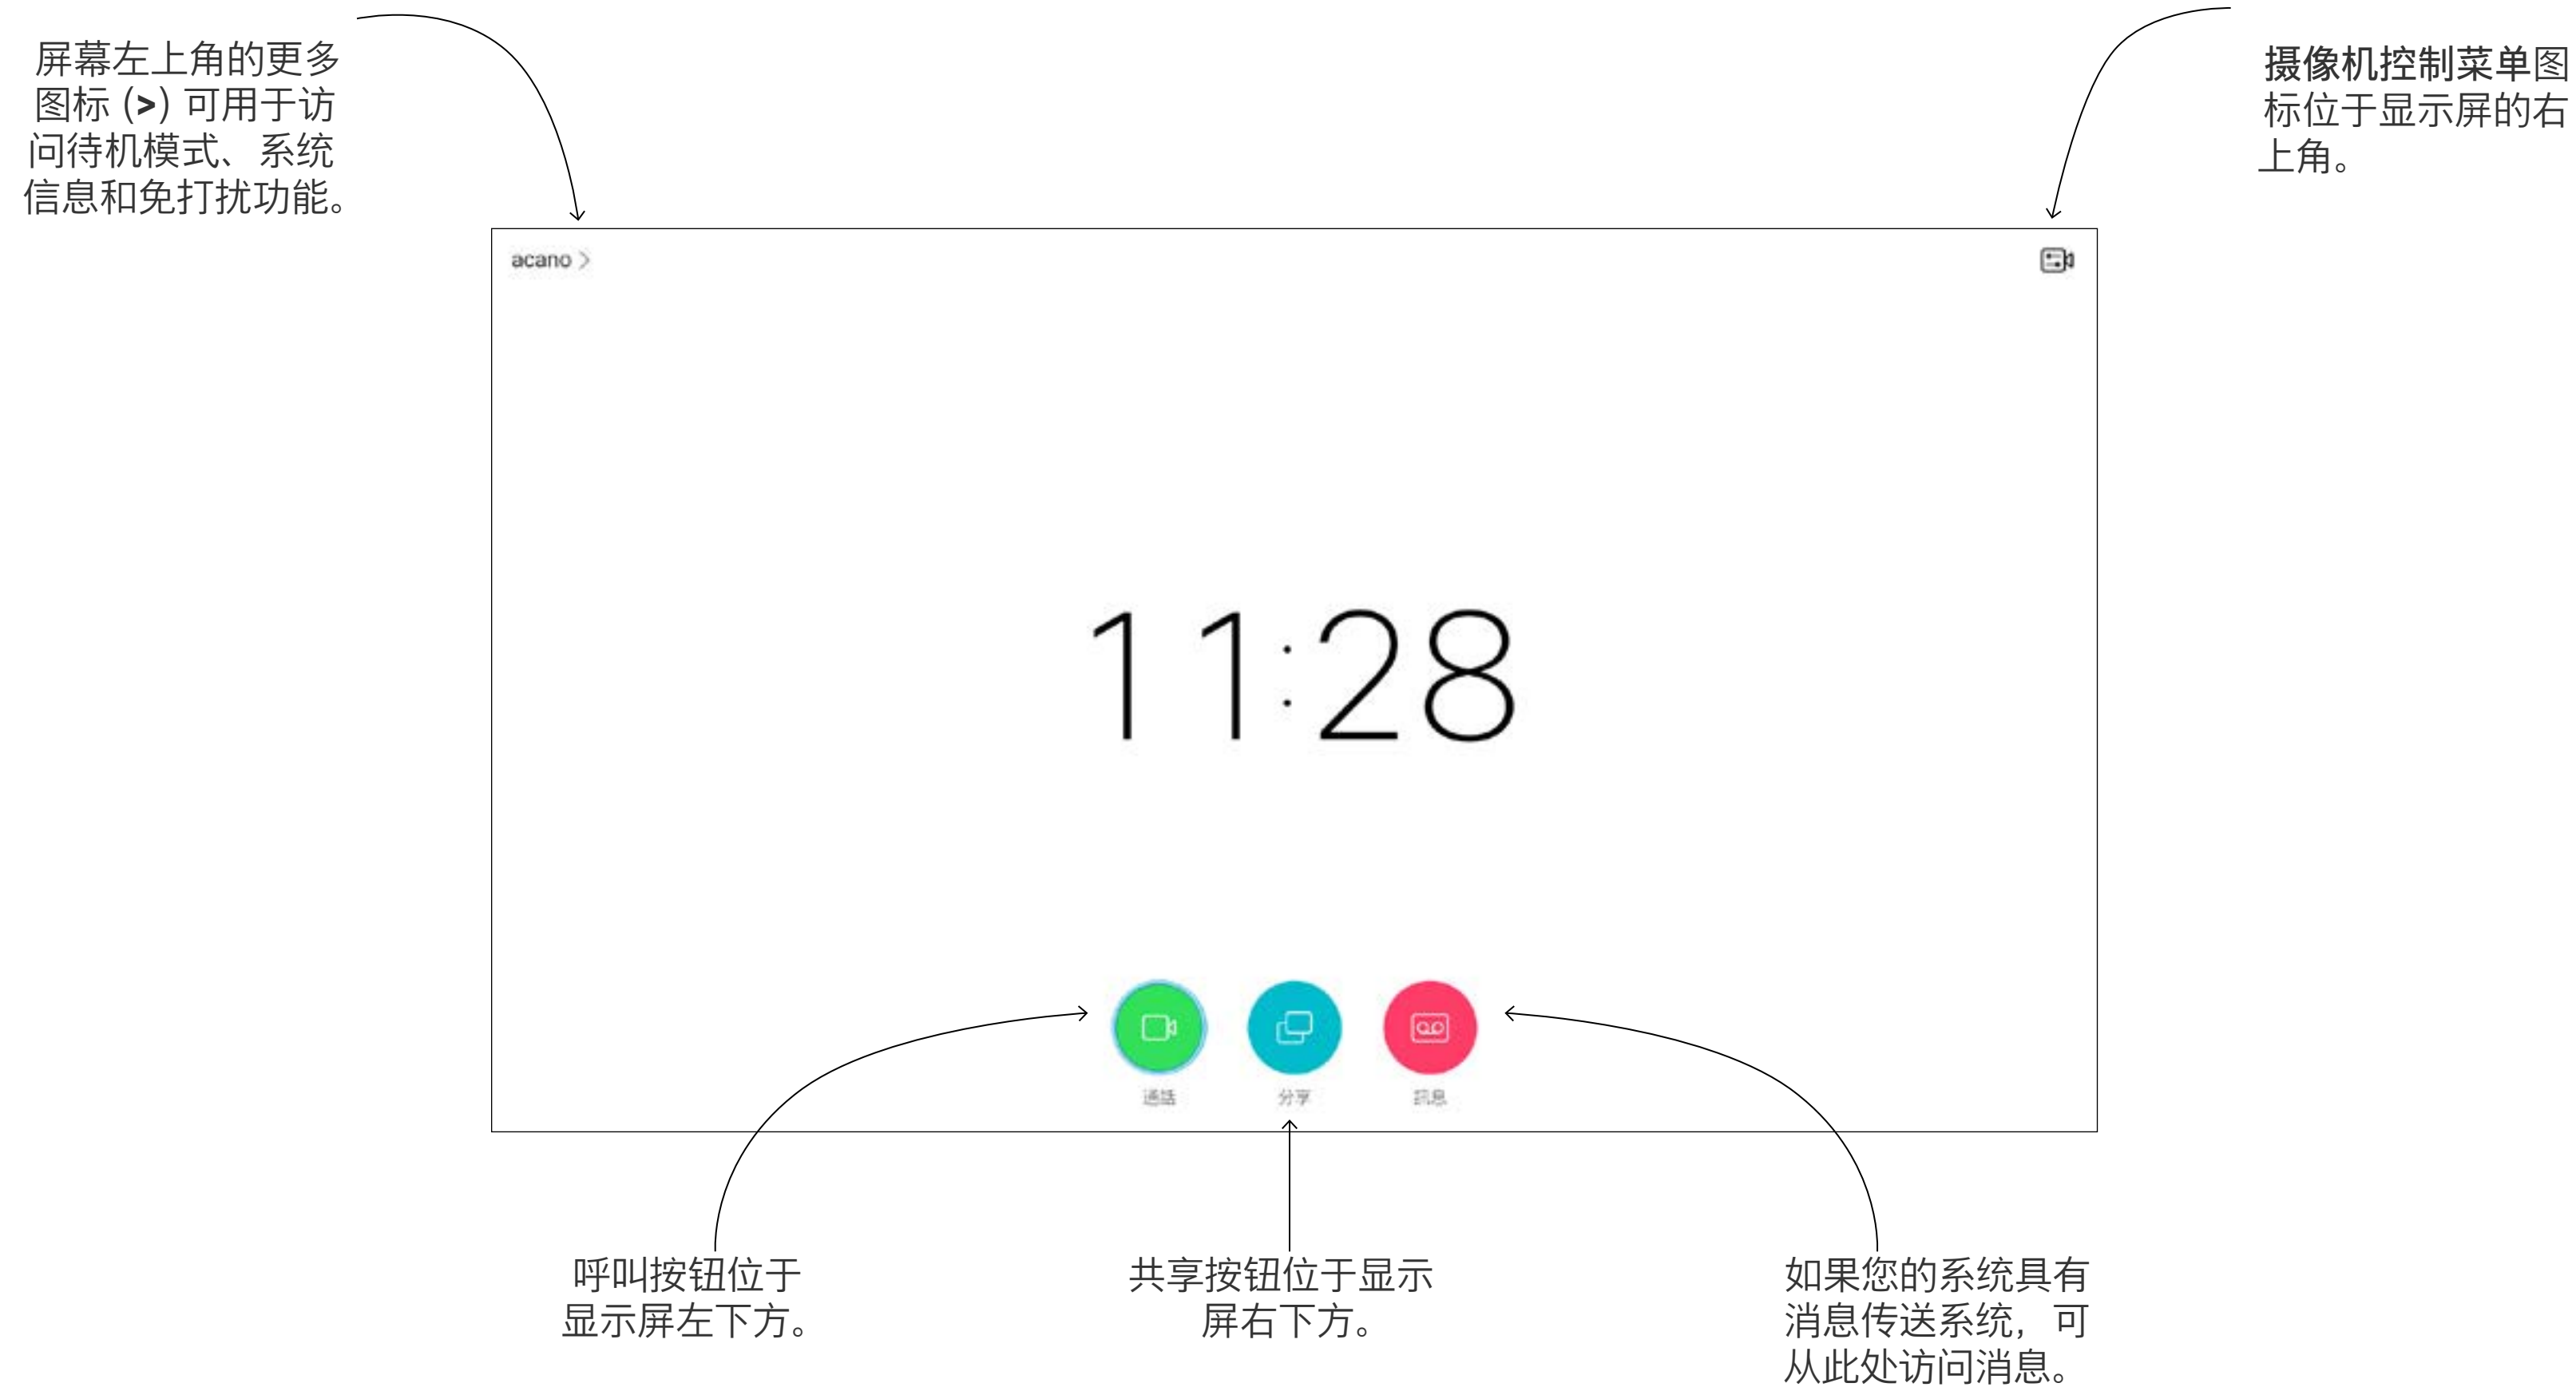 屏幕左上角的更多
图标 (>) 可用于访
问待机模式、系统
信息和免打扰功能。
摄像机控制菜单图
标位于显示屏的右
上角。
acano >
11:28
通話
分享
訊息
呼叫按钮位于
显示屏左下方。
共享按钮位于显示
屏右下方。
如果您的系统具有
消息传送系统，可
从此处访问消息。